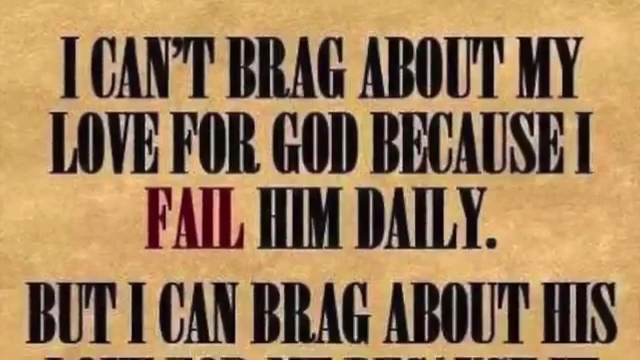 I CAN'T BRAG ABOUT MY
LOVE FOR GOD BECAUSE I
FAIL HIM DAILY.
BUT I CAN BRAG ABOUT HIS